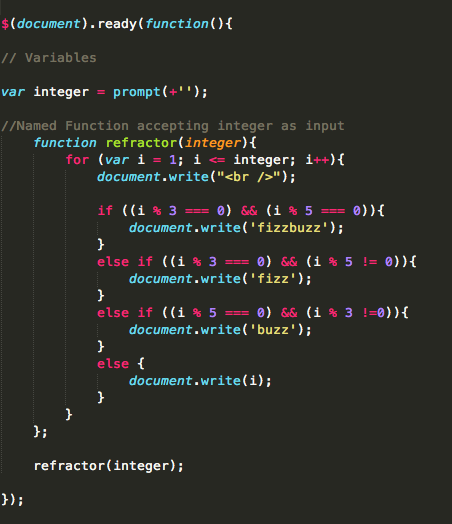 $(document).ready(function(){
// Variables
var integer = prompt(+'');
//Named Function accepting integer as input
function refractor(integer){
for (var i = 1; i <= integer; i++){
document.write("<br />");
if ((i % 3 === 0) && (i % 5 === 0)){
document.write('fizzbuzz');
}
else if ((i % 3 === 0) && (i % 5 != 0)){
document.write('fizz');
}
else if ((i % 5 === 0) && (i % 3 !=0)){
document.write('buzz');
}
else {
document.write(i);
}
}
};
refractor(integer);
});